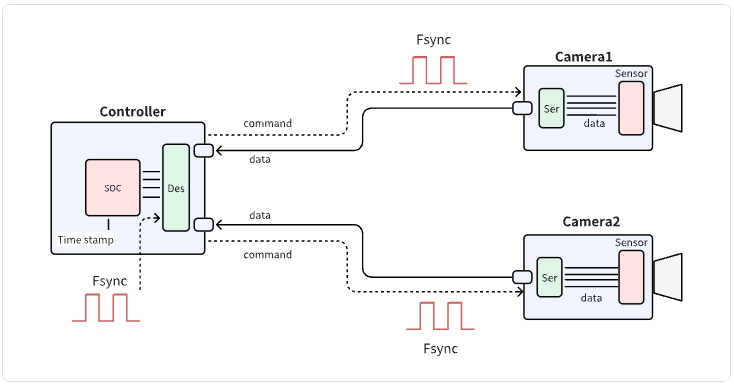 Fsync
Camera1
Sensor
Ser
data
Controller
command
data
soc
Des
Time stamp
data
command
Fsync
Camera2
Sensor
Ser
data
Fsync